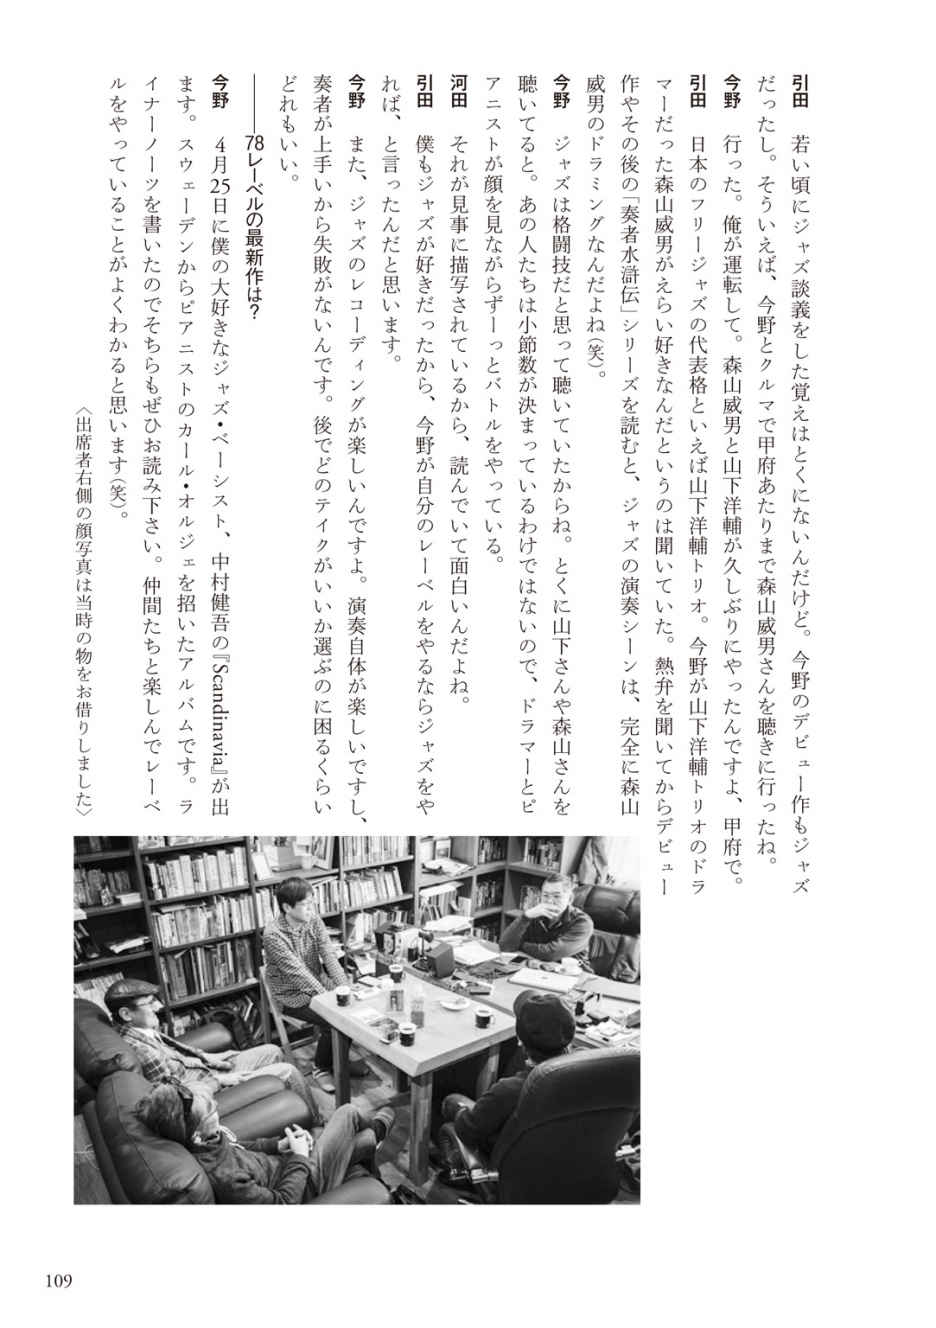 引田　若い頃にジャズ談義をした覚えはとくにないんだけど。今野のデビュー作もジャズ
だったし。そういえば、今野とクルマで甲府あたりまで森山威男さんを聴きに行ったね。
今野　行った。俺が運転して。森山威男と山下洋輔が久しぶりにやったんですよ、甲府で。
引田　日本のフリージャズの代表格といえば山下洋輔トリオ。今野が山下洋輔トリオのドラ
マーだった森山威男がえらい好きなんだというのは聞いていた。熱弁を聞いてからデビュー
作やその後の「奏者水滸伝」シリーズを読むと、ジャズの演奏シーンは、完全に森山
威男のドラミングなんだよね(笑)。
今野　ジャズは格闘技だと思って聴いていたからね。とくに山下さんや森山さんを
聴いてると。あの人たちは小節数が決まっているわけではないので、ドラマーとピ
アニストが顔を見ながらずーっとバトルをやっている。
河田　それが見事に描写されているから、読んでいて面白いんだよね。
引田　僕もジャズが好きだったから、今野が自分のレーベルをやるならジャズをや
れば、と言ったんだと思います。
今野　また、ジャズのレコーディングが楽しいんですよ。演奏自体が楽しいですし、
奏者が上手いから失敗がないんです。後でどのテイクがいいか選ぶのに困るくらい
どれもいい。
――78レーベルの最新作は？
今野　4月25日に僕の大好きなジャズ・ベーシスト、中村健吾の『Scandinavia』が出
ます。スウェーデンからピアニストのカール・オルジェを招いたアルバムです。ラ
イナーノーツを書いたのでそちらもぜひお読み下さい。仲間たちと楽しんでレーベ
ルをやっていることがよくわかると思います(笑)。
〈出席者右側の顔写真は当時の物をお借りしました〉
109